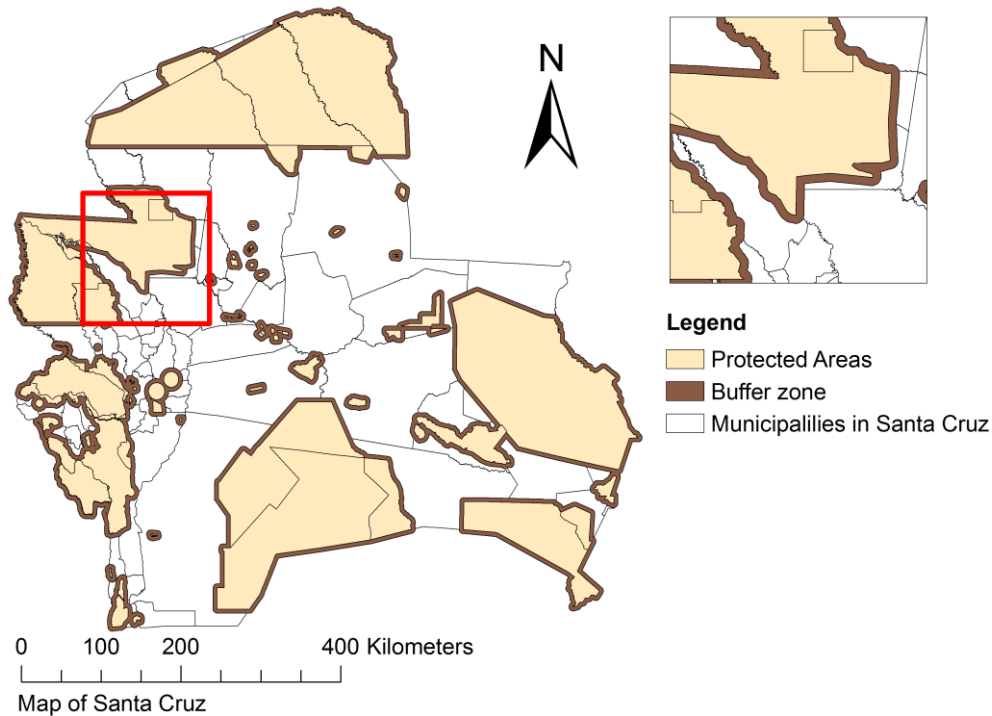 N
Legend
Protected Areas
Buffer zone
Municipalilies in Santa Cruz
0 100 200 400 Kilometers
Map of Santa Cruz